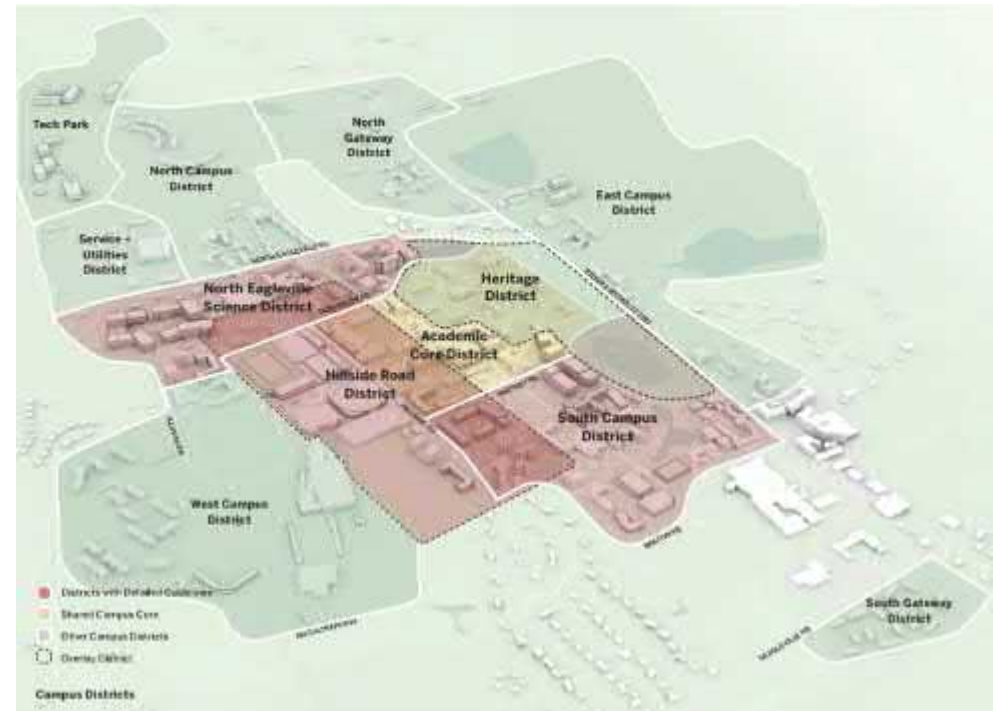 Tech Park
North
Gateway
District
North Campus
District
East Campus
District
Service +
Utilities
District
Heritage
District
North Eagleville
Science District
Academic
Core District
Hillside Road
District
South Campus
District
West Campus
District
South Gateway
District
Districts with Detailed Guidelines
Shared Campus Core
Other Campus Districts
Overlay District
Campus Districts